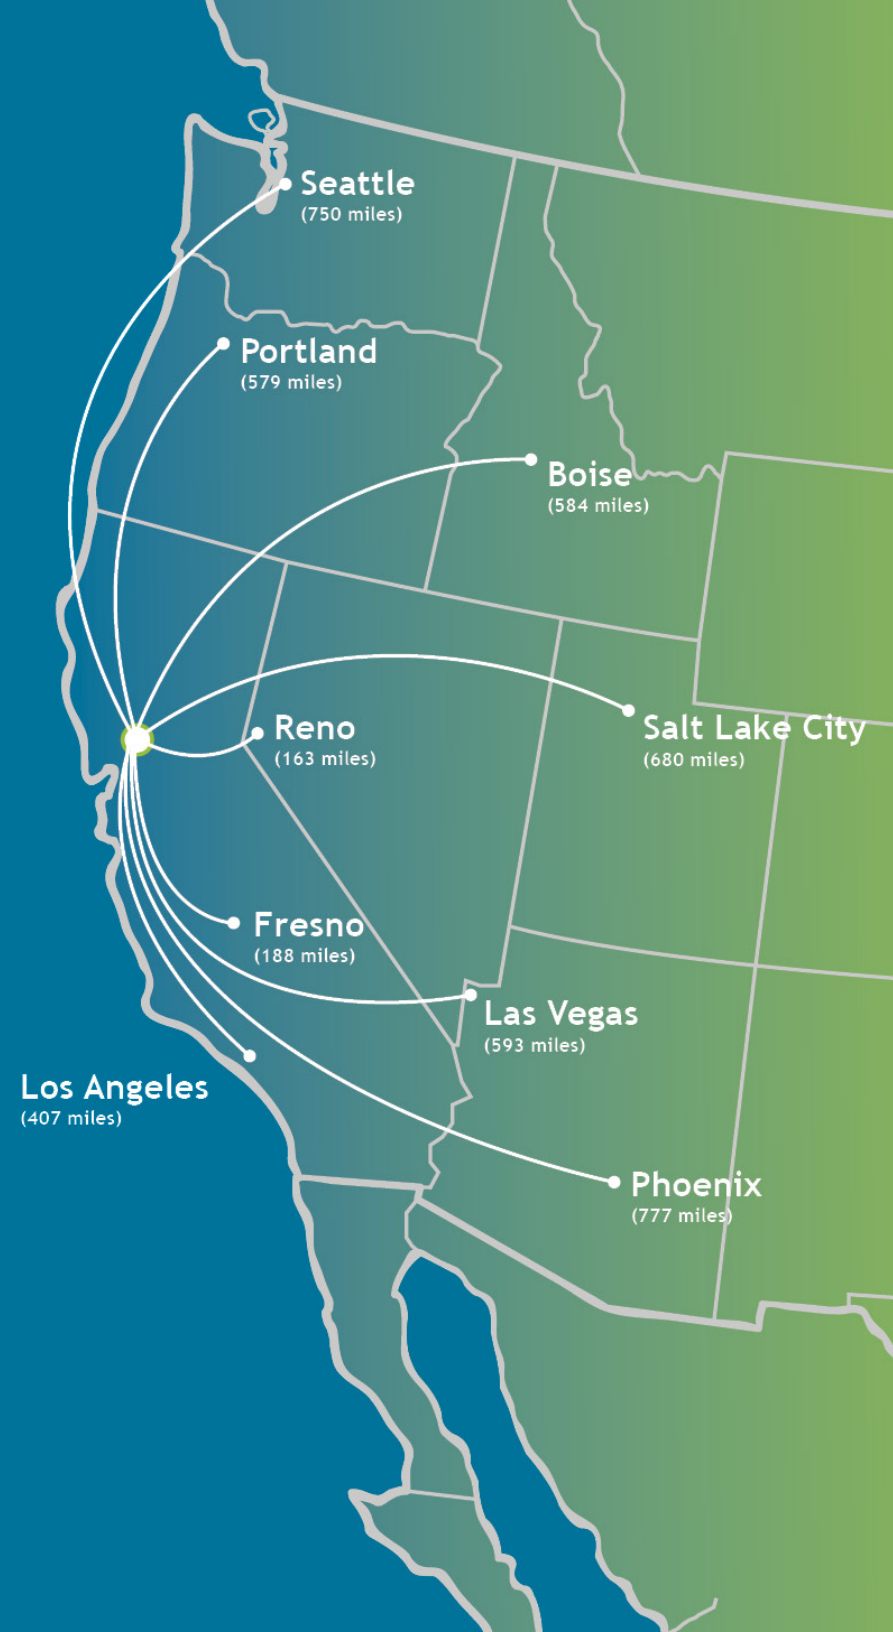 Seattle
(750 miles)
Portland
(579 miles)
Boise
(584 miles)
Salt Lake City
(680 miles)
Reno
(163 miles)
Fresno
(188 miles)
Las Vegas
(593 miles)
Los Angeles
(407 miles)
Phoenix
(777 miles)